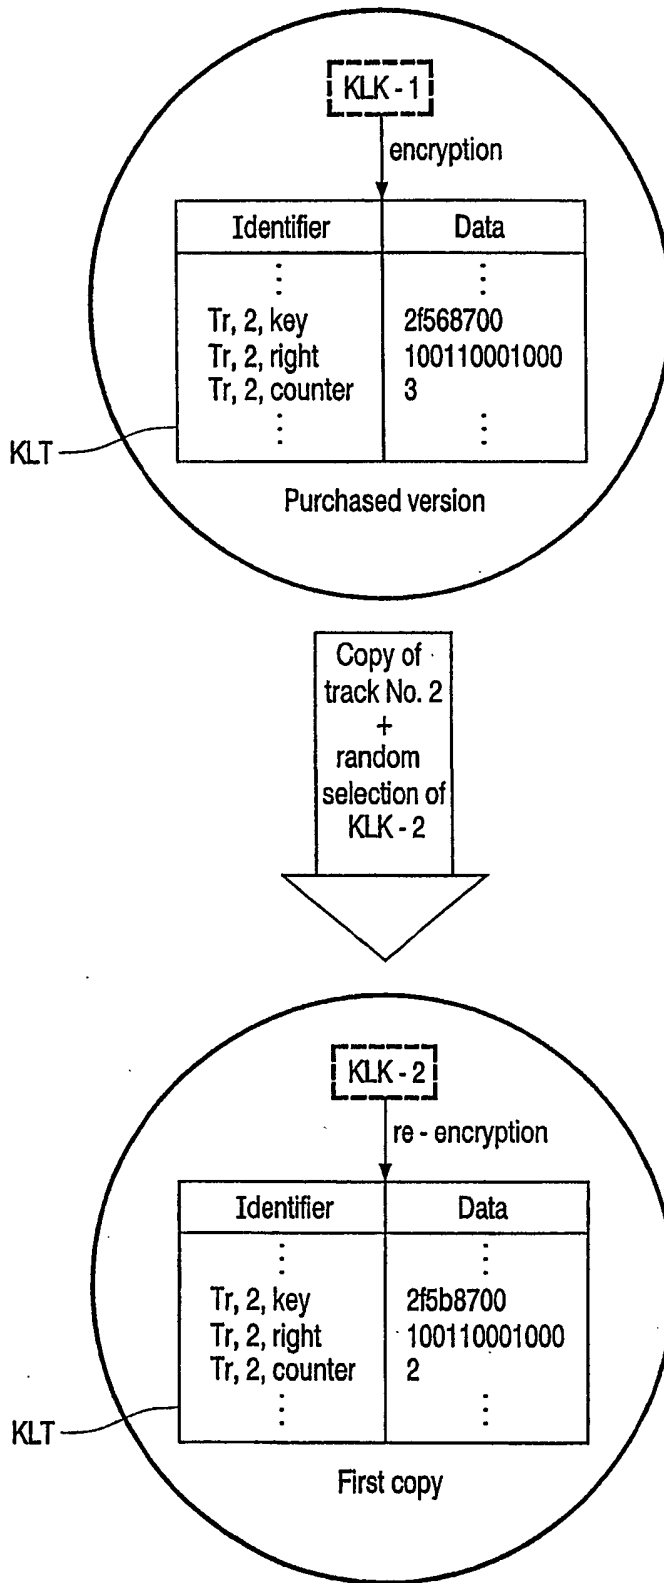 KLK - 1
encryption
Identifier Data
Tr, 2, key 2f568700
Tr, 2, right 100110001000
Tr, 2, counter 3
KLT
Purchased version
Copy of
track No. 2
+
random
selection of
KLK - 2
KLK - 2
re - encryption
Identifier Data
Tr, 2, key 2f5b8700
Tr, 2, right 100110001000
Tr, 2, counter 2
KLT
First copy